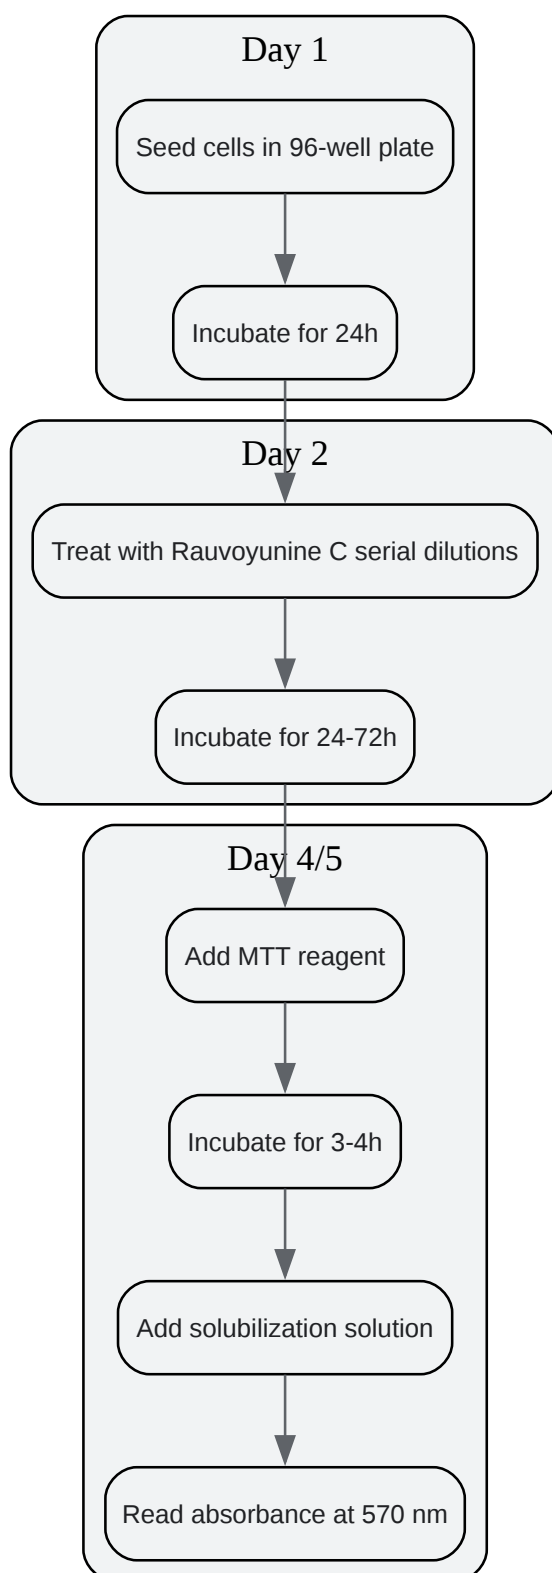 Day 1
Seed cells in 96-well plate
Incubate for 24h
Day 2
Treat with Rauvoyunine C serial dilutions
Incubate for 24-72h
Day 4/5
Add MTT reagent
Incubate for 3-4h
Add solubilization solution
Read absorbance at 570 nm